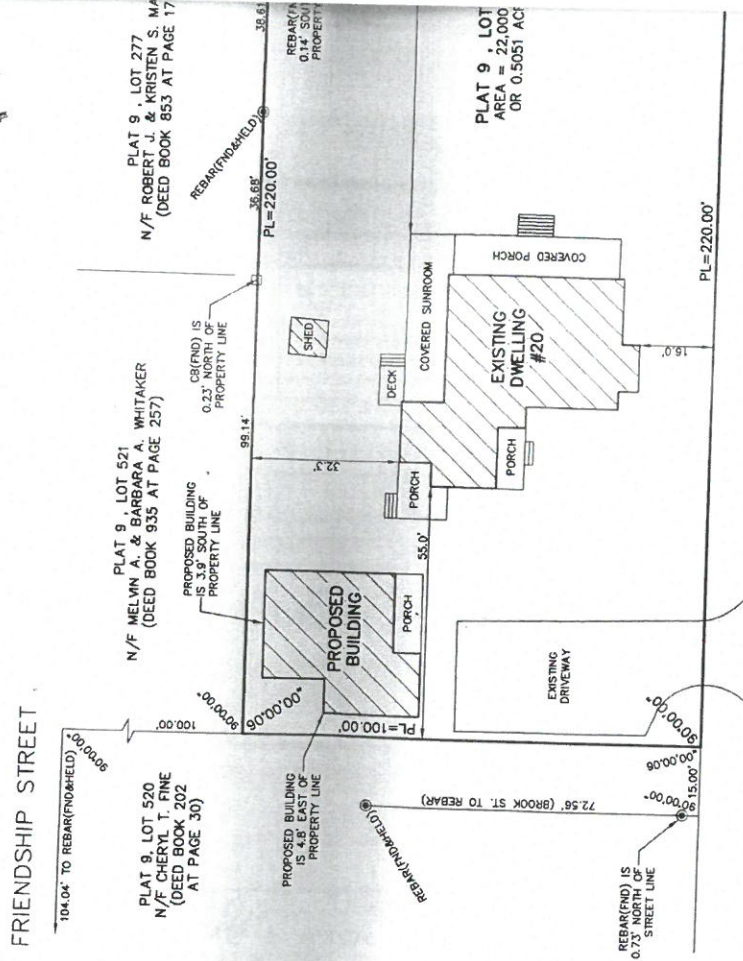 FRIENDSHIP STREET
104.04' TO REBAR(FND&HELD)
90°00'00"
100.00'
PLAT 9, LOT 520
N/F CHERYL T. FINE
(DEED BOOK 202
AT PAGE 30)
PLAT 9 , LOT 521
N/F MELVIN A. & BARBARA A. WHITAKER
(DEED BOOK 935 AT PAGE 257)
PLAT 9 , LOT 277
N/F ROBERT J. & KRISTEN S.
(DEED BOOK 853 AT PAGE 17
REBAR(FND&HELD)
38.61
36.68'
PL=220.00'
0.14' SOUT
PROPERTY
CB(FND) IS
0.23' NORTH OF
PROPERTY LINE
99.14'
90°00'00"
90°00'00"
PROPOSED BUILDING
IS 3.9' SOUTH OF
PROPERTY LINE
PROPOSED BUILDING
IS 4.8' EAST OF
PROPERTY LINE
PROPOSED
BUILDING
PORCH
PL=100.00'
32.3'
55.0'
SHED
DECK
PORCH
COVERED SUNROOM
EXISTING
DWELLING
#20
COVERED PORCH
PORCH
16.0'
PLAT 9 , LOT
AREA = 22,000
OR 0.5051
PL=220.00'
EXISTING
DRIVEWAY
90°00'00"
90°00'00"
15.00'
90°00'00"
72.56' (BROOK ST. TO REBAR)
REBAR(FND&HELD)
REBAR(FND) IS
0.73' NORTH OF
STREET LINE